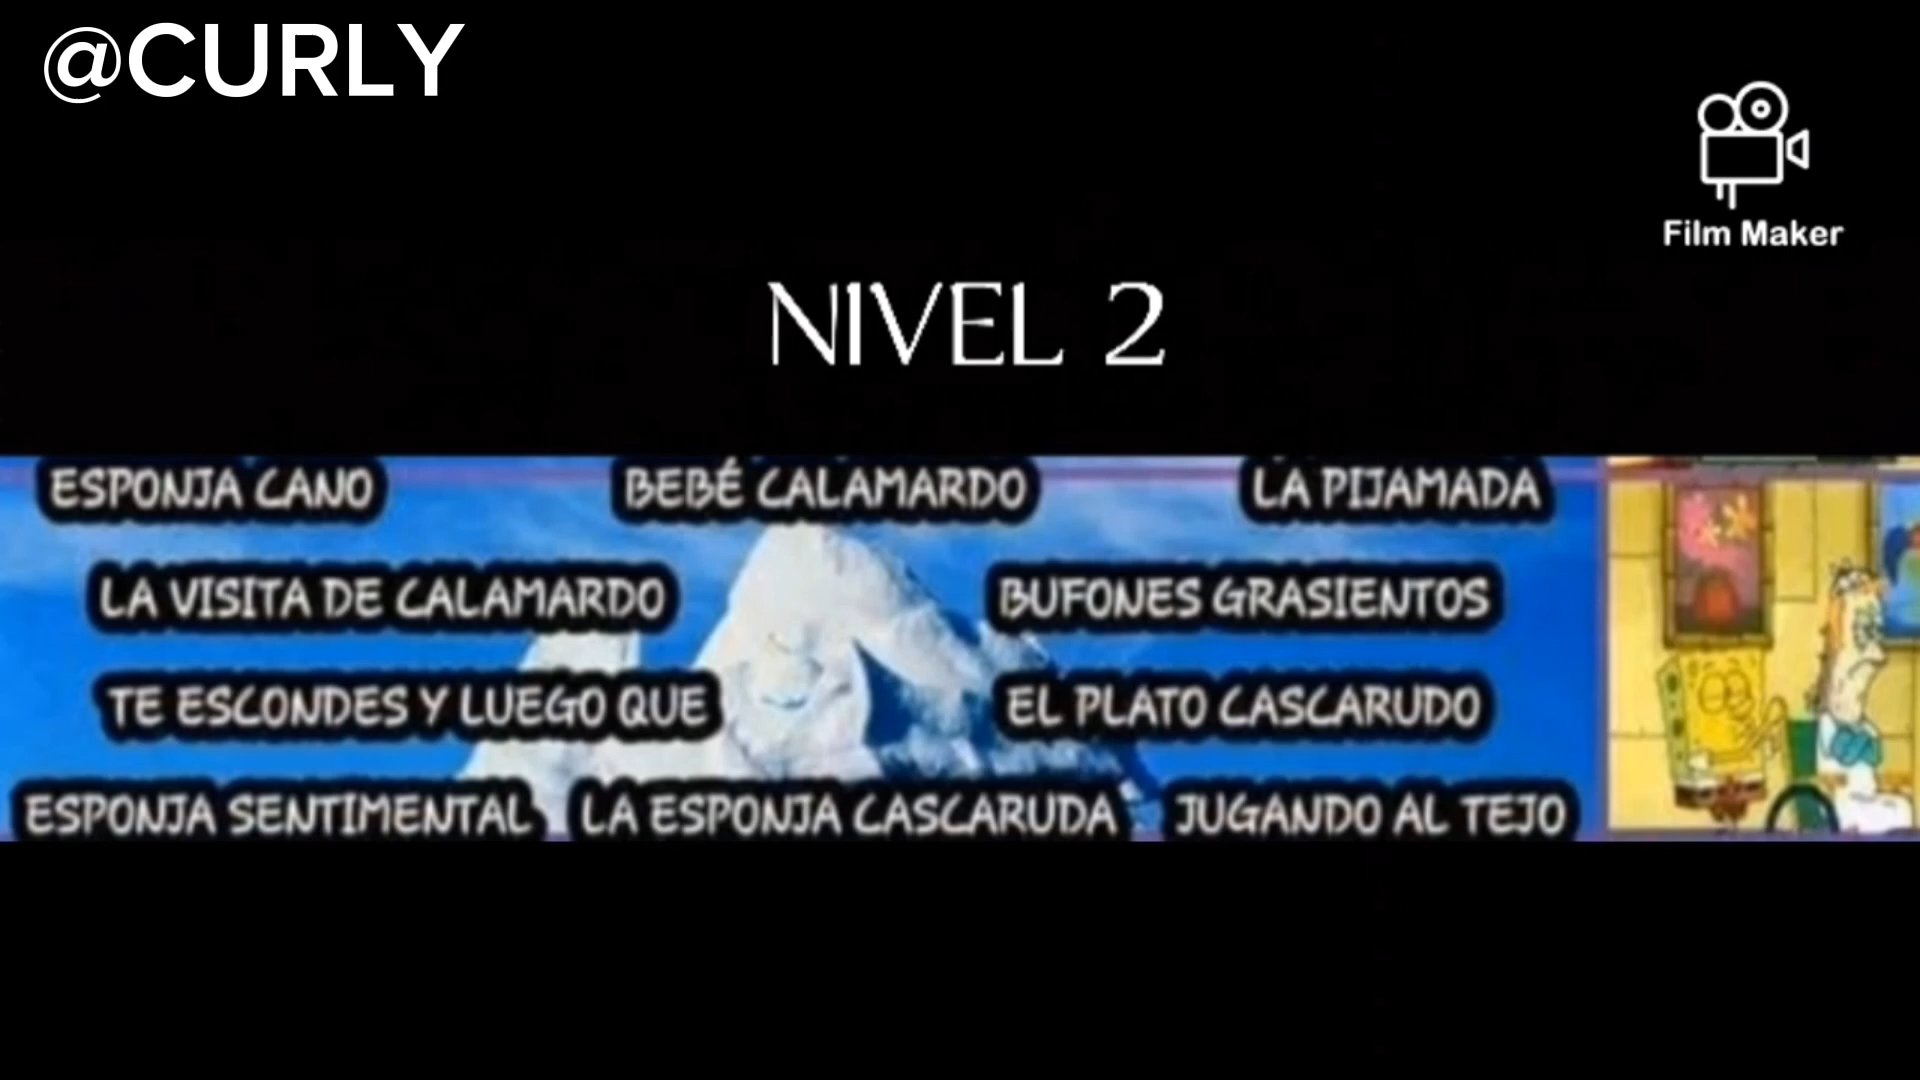 @CURLY
Film Maker
NIVEL 2
ESPONJA CANO BEBÉ CALAMARDO LA PIJAMADA
LA VISITA DE CALAMARDO BUFONES GRASIENTOS
TE ESCONDES Y LUEGO QUE EL PLATO CASCARUDO
ESPONJA SENTIMENTAL LA ESPONJA CASCARUDA JUGANDO AL TEJO